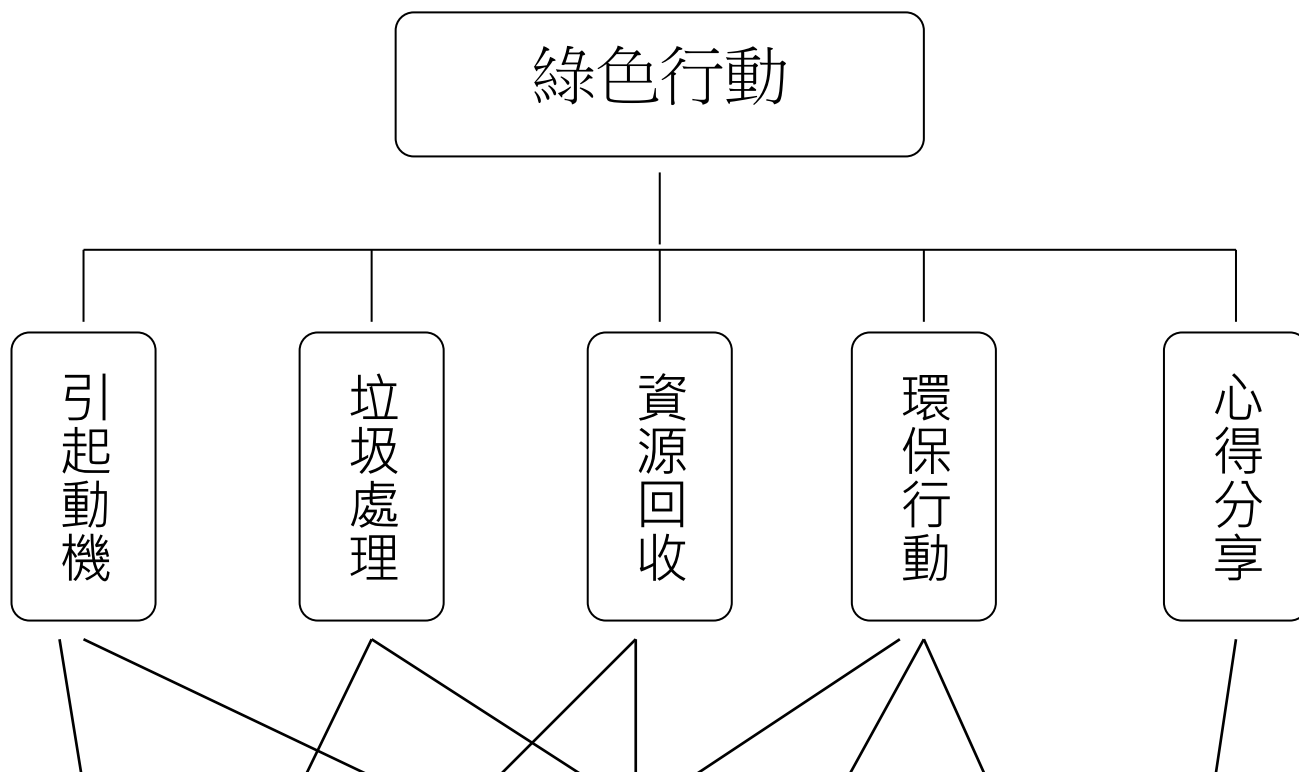 綠色行動
引起動機
垃圾處理
資源回收
環保行動
心得分享